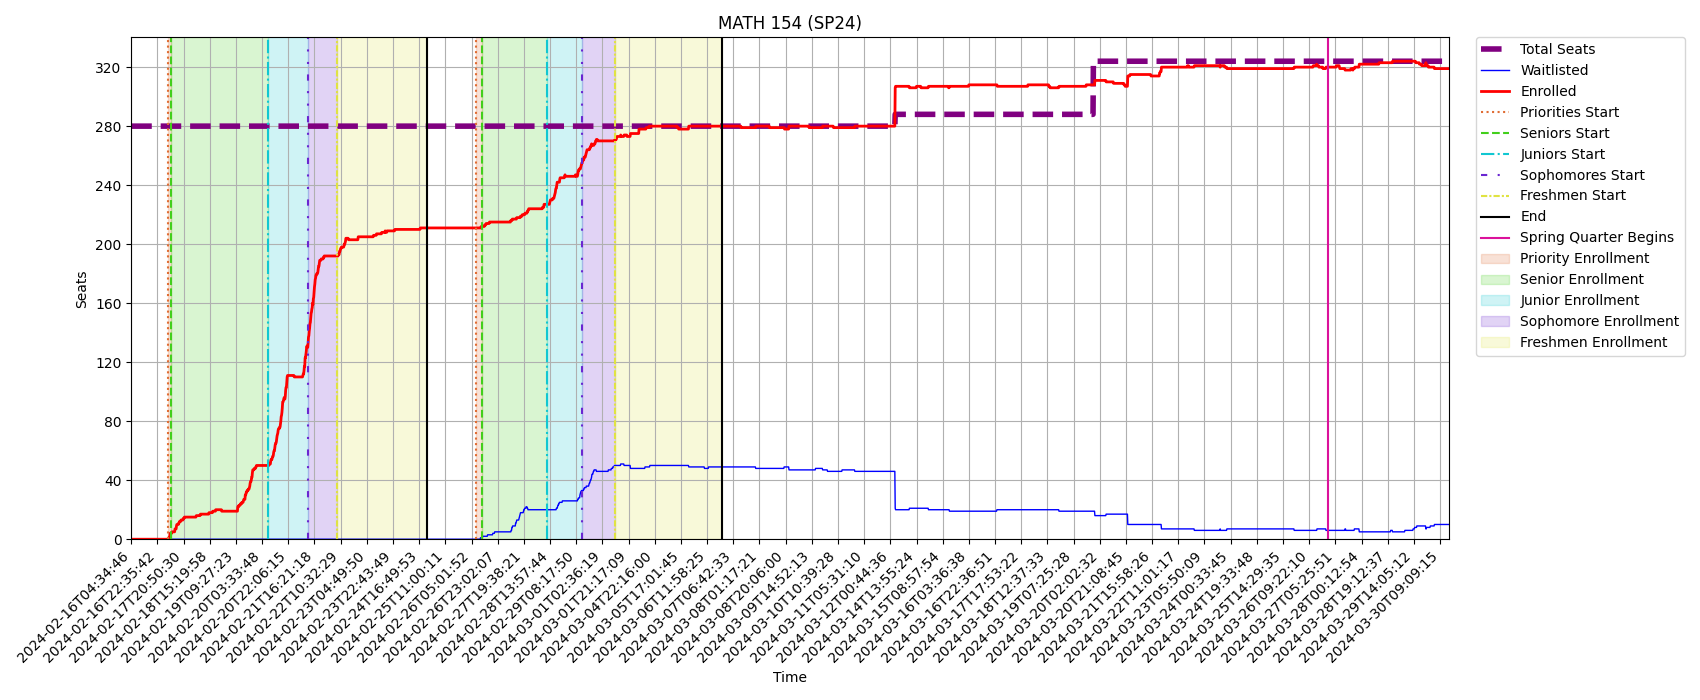 MATH 154 (SP24)
Seats
320
280
240
200
160
120
80
40
0
2024-02-16T04:34:46
2024-02-16T22:35:42
2024-02-17T20:50:30
2024-02-18T15:19:58
2024-02-19T09:27:23
2024-02-20T03:33:48
2024-02-20T22:06:15
2024-02-21T16:21:18
2024-02-22T10:32:29
2024-02-23T04:49:50
2024-02-23T22:43:49
2024-02-24T16:49:53
2024-02-25T11:00:11
2024-02-26T05:01:52
2024-02-26T23:02:07
2024-02-27T19:38:21
2024-02-28T13:57:44
2024-02-29T08:17:50
2024-03-01T02:36:19
2024-03-01T21:17:09
2024-03-04T22:16:00
2024-03-05T17:01:45
2024-03-06T11:58:25
2024-03-07T06:42:33
2024-03-08T01:17:21
2024-03-08T20:06:00
2024-03-09T14:52:13
2024-03-10T10:39:28
2024-03-11T05:31:10
2024-03-12T00:44:36
2024-03-14T13:55:24
2024-03-15T08:57:54
2024-03-16T03:36:38
2024-03-16T22:36:51
2024-03-17T17:53:22
2024-03-18T12:37:33
2024-03-19T07:25:28
2024-03-20T02:02:32
2024-03-20T21:08:45
2024-03-21T15:58:26
2024-03-22T11:01:17
2024-03-23T05:50:09
2024-03-24T00:33:45
2024-03-24T19:33:48
2024-03-25T14:29:35
2024-03-26T09:22:10
2024-03-27T05:25:51
2024-03-28T00:12:54
2024-03-28T19:12:37
2024-03-29T14:05:12
2024-03-30T09:09:15
Time
Total Seats
Waitlisted
Enrolled
Priorities Start
Seniors Start
Juniors Start
Sophomores Start
Freshmen Start
End
Spring Quarter Begins
Priority Enrollment
Senior Enrollment
Junior Enrollment
Sophomore Enrollment
Freshmen Enrollment